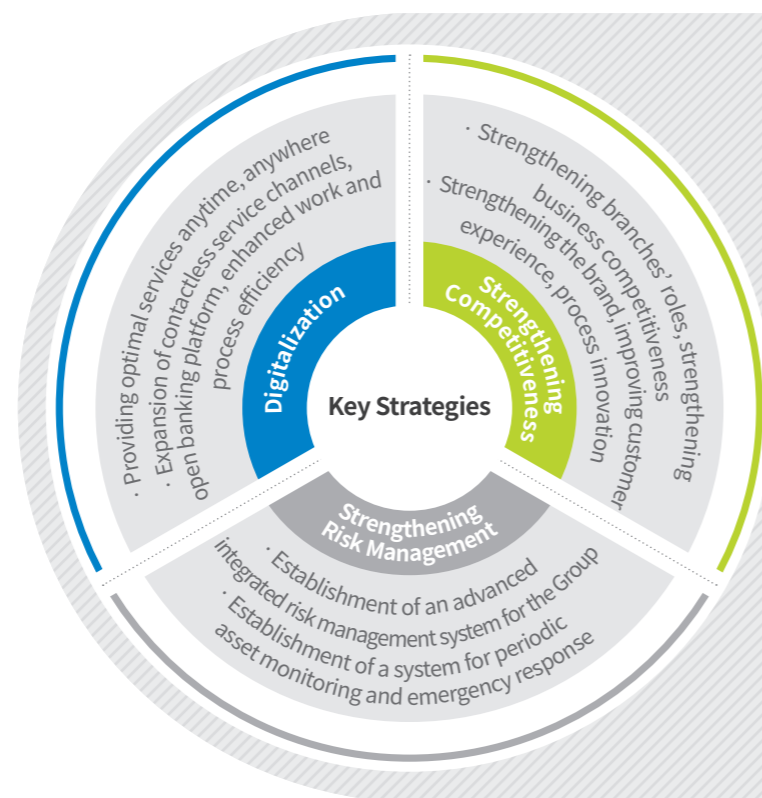 Key Strategies
Digitalization
· Providing optimal services anytime, anywhere
· Expansion of contactless service channels,
open banking platform, enhanced work and
process efficiency
Strengthening
Competitiveness
· Strengthening branches’ roles, strengthening
business competitiveness
· Strengthening the brand, improving customer
experience, process innovation
Strengthening
Risk Management
· Establishment of an advanced
integrated risk management system for the Group
· Establishment of a system for periodic
asset monitoring and emergency response